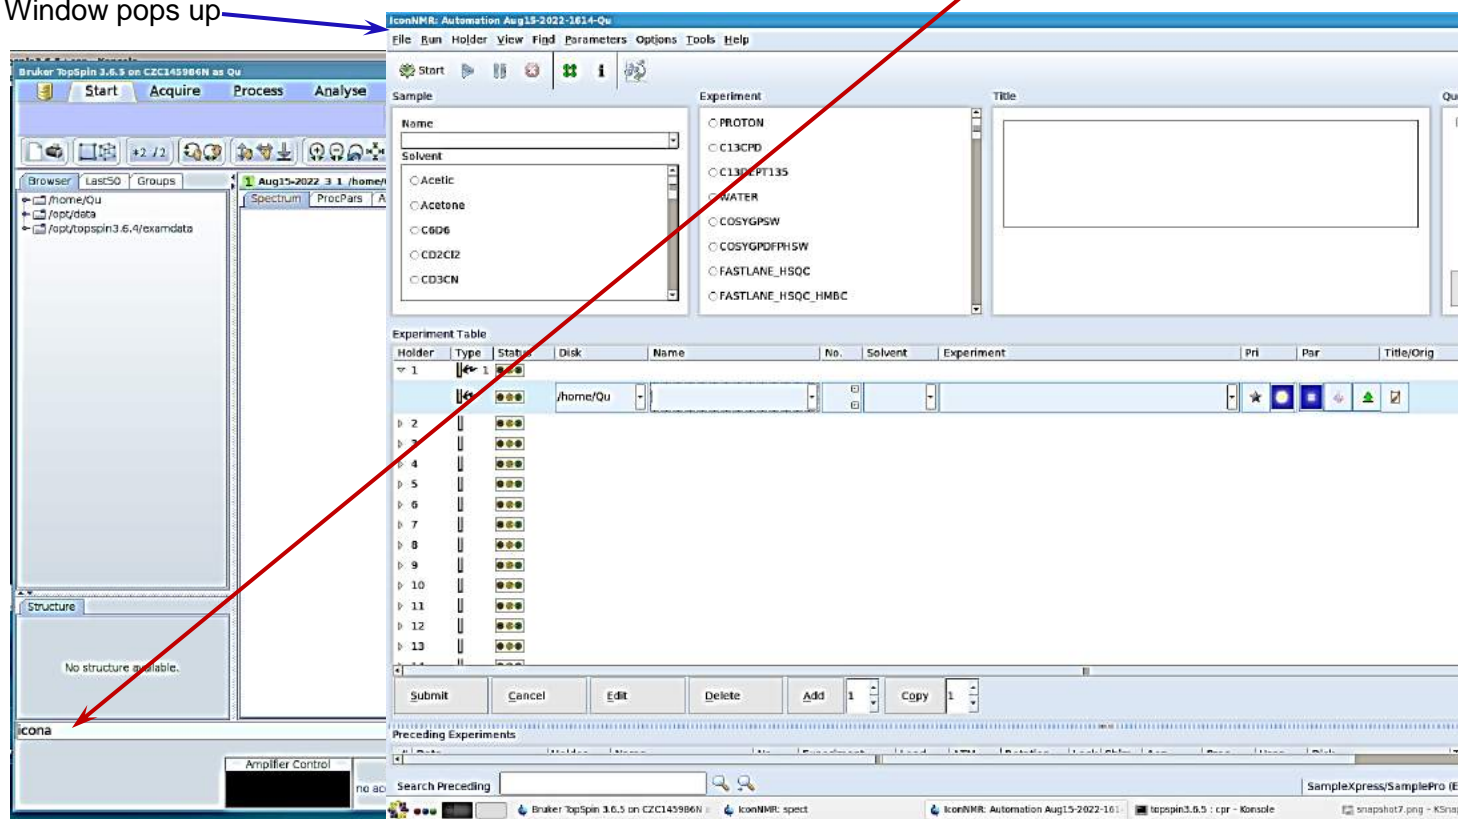 Window pops up
IconNMR: Automation Aug15-2022-1614-Qu
File Run Holder View Find Parameters Options Tools Help
Bruker TopSpin 3.6.5 on CZC145986N as Qu
Start
Start Acquire Process Analyse
Sample
Experiment
Title
Name
Solvent
Acetic
Acetone
C6D6
CD2Cl2
CD3CN
PROTON
C13CPD
C13DEPT135
WATER
COSYGPSW
COSYGPDFPHSW
FASTLANE_HSQC
FASTLANE_HSQC_HMBC
Browser Last50 Groups
/home/Qu
/opt/data
/opt/topspin3.6.4/examdata
1 Aug15-2022 3 1 /home/
Spectrum ProcPars A
Experiment Table
Holder Type Status Disk Name No. Solvent Experiment Pri Par Title/Orig
1 1
/home/Qu
2
3
4
5
6
7
8
9
10
11
12
13
Structure
No structure available.
Submit Cancel Edit Delete Add 1 Copy 1
icona
Preceding Experiments
Amplifier Control
no ac
Search Preceding
SampleXpress/SamplePro (E
Bruker TopSpin 3.6.5 on CZC145986N
IconNMR: spect
IconNMR: Automation Aug15-2022-161
topspin3.6.5 : cpr - Konsole
snapshot7.png - KSna